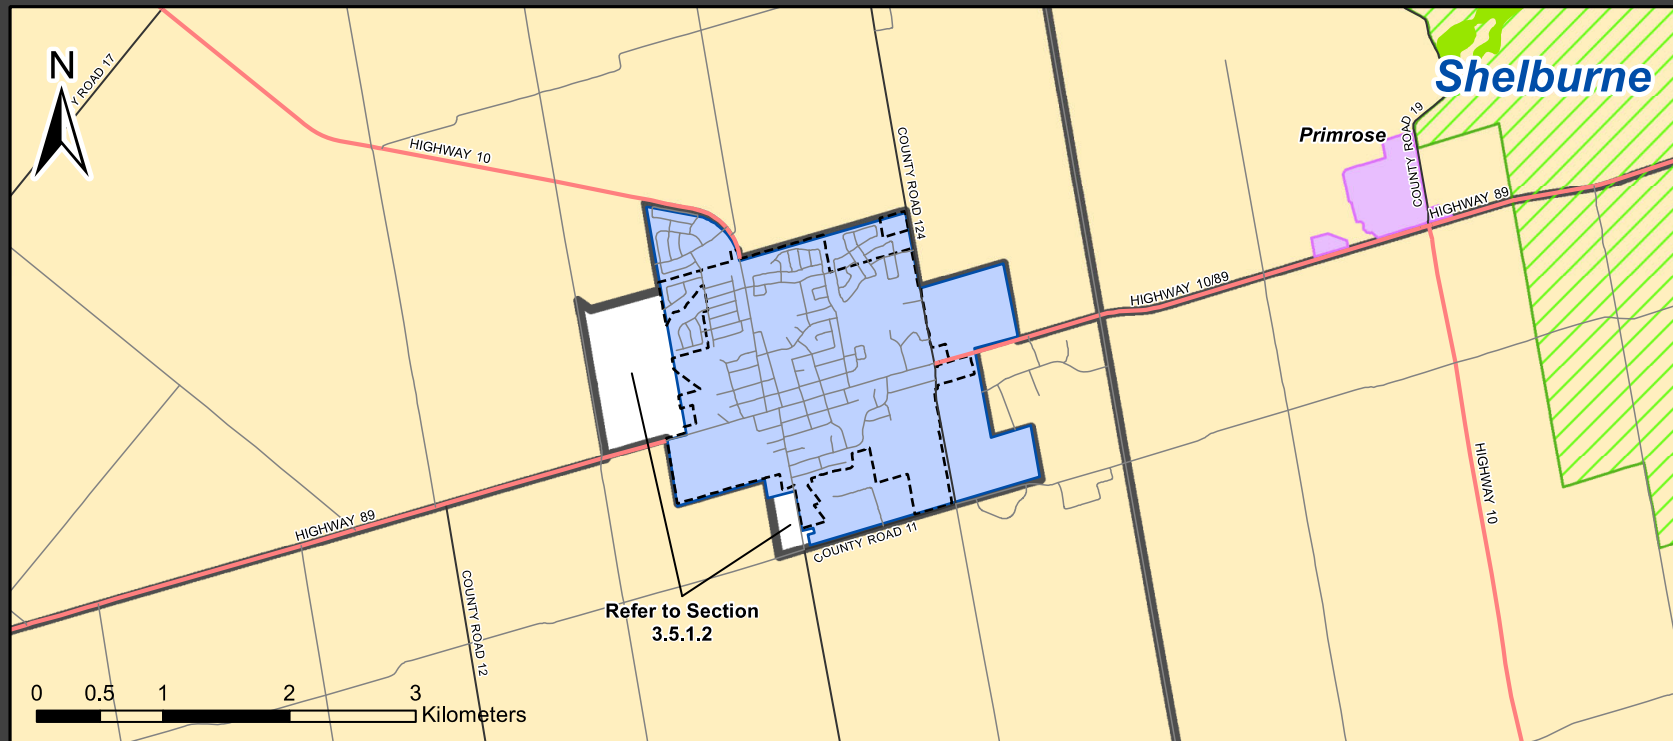 N
Y ROAD 17
HIGHWAY 10
COUNTY ROAD 124
Shelburne
Primrose
COUNTY ROAD 19
HIGHWAY 89
HIGHWAY 10/89
HIGHWAY 10
HIGHWAY 89
COUNTY ROAD 11
COUNTY ROAD 12
Refer to Section
3.5.1.2
0 0.5 1 2 3
Kilometers